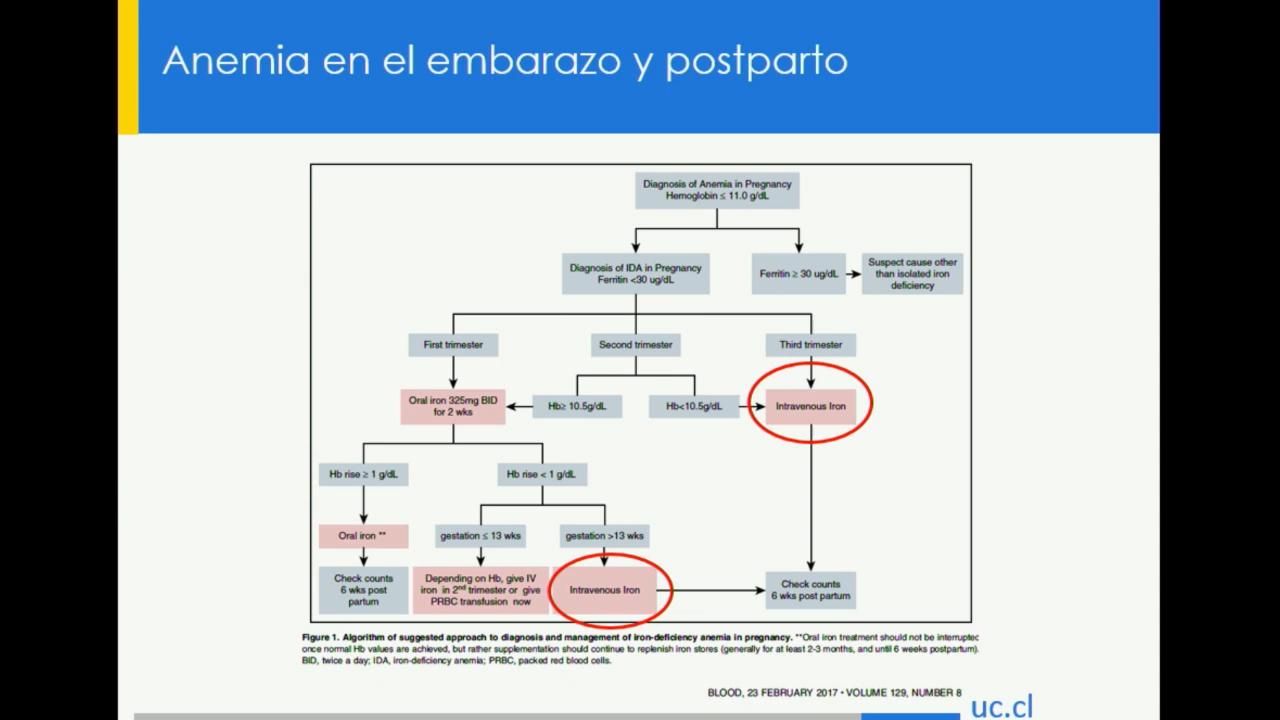 Anemia en el embarazo y postparto
Diagnosis of Anemia in Pregnancy
Hemoglobin ≤ 11.0 g/dL
Diagnosis of IDA in Pregnancy
Ferritin <30 ug/dL
Ferritin ≥ 30 ug/dL
Suspect cause other
than isolated iron
deficiency
First trimester
Second trimester
Third trimester
Oral iron 325mg BID
for 2 wks
Hb≥ 10.5g/dL
Hb<10.5g/dL
Intravenous Iron
Hb rise ≥ 1 g/dL
Hb rise < 1 g/dL
Oral iron **
gestation ≤ 13 wks
gestation >13 wks
Check counts
6 wks post
partum
Depending on Hb, give IV
iron in 2nd trimester or give
PRBC transfusion now
Intravenous Iron
Check counts
6 wks post partum
Figure 1. Algorithm of suggested approach to diagnosis and management of iron-deficiency anemia in pregnancy. **Oral iron treatment should not be interrupted
once normal Hb values are achieved, but rather supplementation should continue to replenish iron stores (generally for at least 2-3 months, and until 6 weeks postpartum).
BID, twice a day; IDA, iron-deficiency anemia; PRBC, packed red blood cells.
BLOOD, 23 FEBRUARY 2017 • VOLUME 129, NUMBER 8
uc.cl